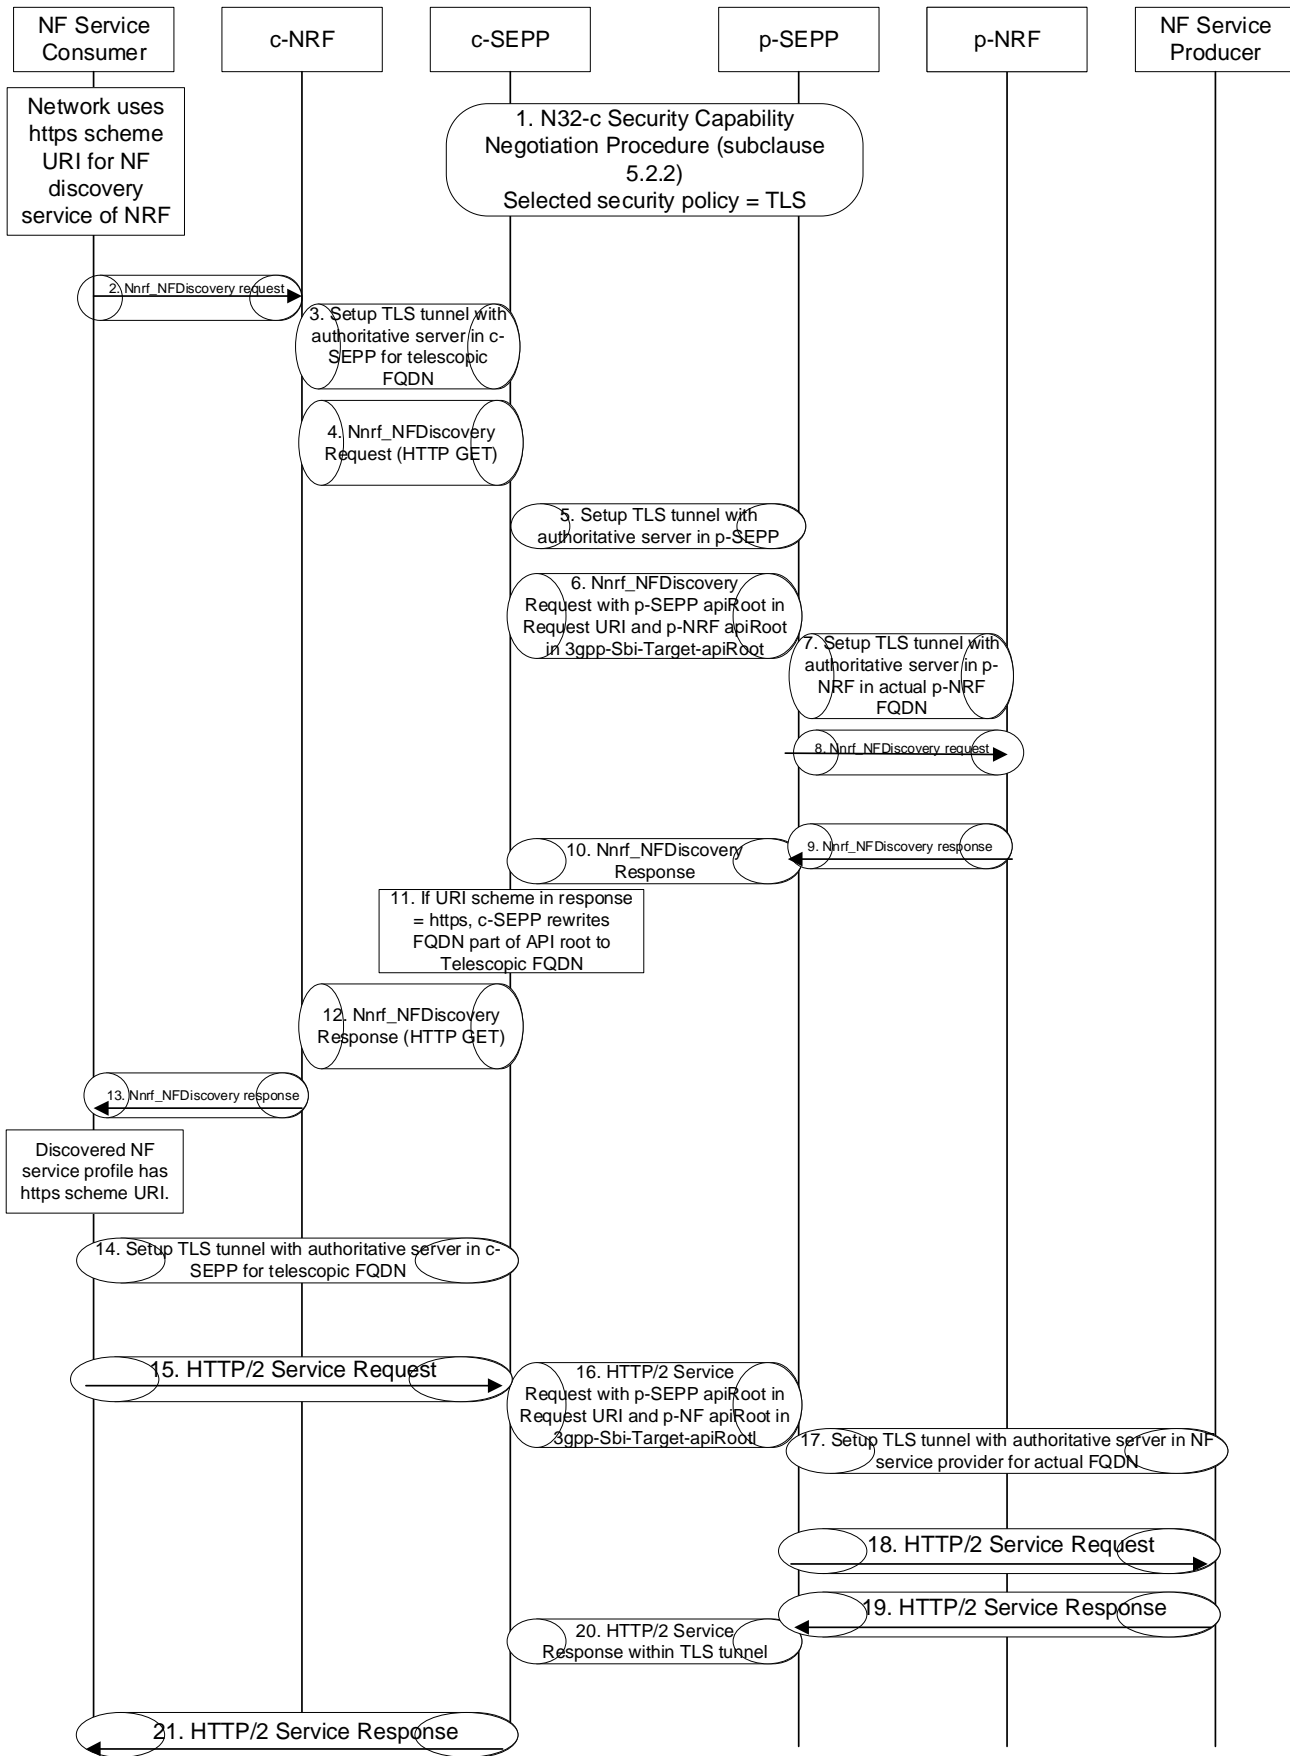 NF Service
Consumer
c-NRF
c-SEPP
p-SEPP
p-NRF
NF Service
Producer
Network uses
https scheme
URI for NF
discovery
service of NRF
1. N32-c Security Capability
Negotiation Procedure (subclause
5.2.2)
Selected security policy = TLS
2. Nnrf_NFDiscovery request
3. Setup TLS tunnel with
authoritative server in c-
SEPP for telescopic
FQDN
4. Nnrf_NFDiscovery
Request (HTTP GET)
5. Setup TLS tunnel with
authoritative server in p-SEPP
6. Nnrf_NFDiscovery
Request with p-SEPP apiRoot in
Request URI and p-NRF apiRoot
in 3gpp-Sbi-Target-apiRoot
7. Setup TLS tunnel with
authoritative server in p-
NRF in actual p-NRF
FQDN
8. Nnrf_NFDiscovery request
9. Nnrf_NFDiscovery response
10. Nnrf_NFDiscovery
Response
11. If URI scheme in response
= https, c-SEPP rewrites
FQDN part of API root to
Telescopic FQDN
12. Nnrf_NFDiscovery
Response (HTTP GET)
13. Nnrf_NFDiscovery response
Discovered NF
service profile has
https scheme URI.
14. Setup TLS tunnel with authoritative server in c-
SEPP for telescopic FQDN
15. HTTP/2 Service Request
16. HTTP/2 Service
Request with p-SEPP apiRoot in
Request URI and p-NF apiRoot in
3gpp-Sbi-Target-apiRootl
17. Setup TLS tunnel with authoritative server in NF
service provider for actual FQDN
18. HTTP/2 Service Request
19. HTTP/2 Service Response
20. HTTP/2 Service
Response within TLS tunnel
21. HTTP/2 Service Response